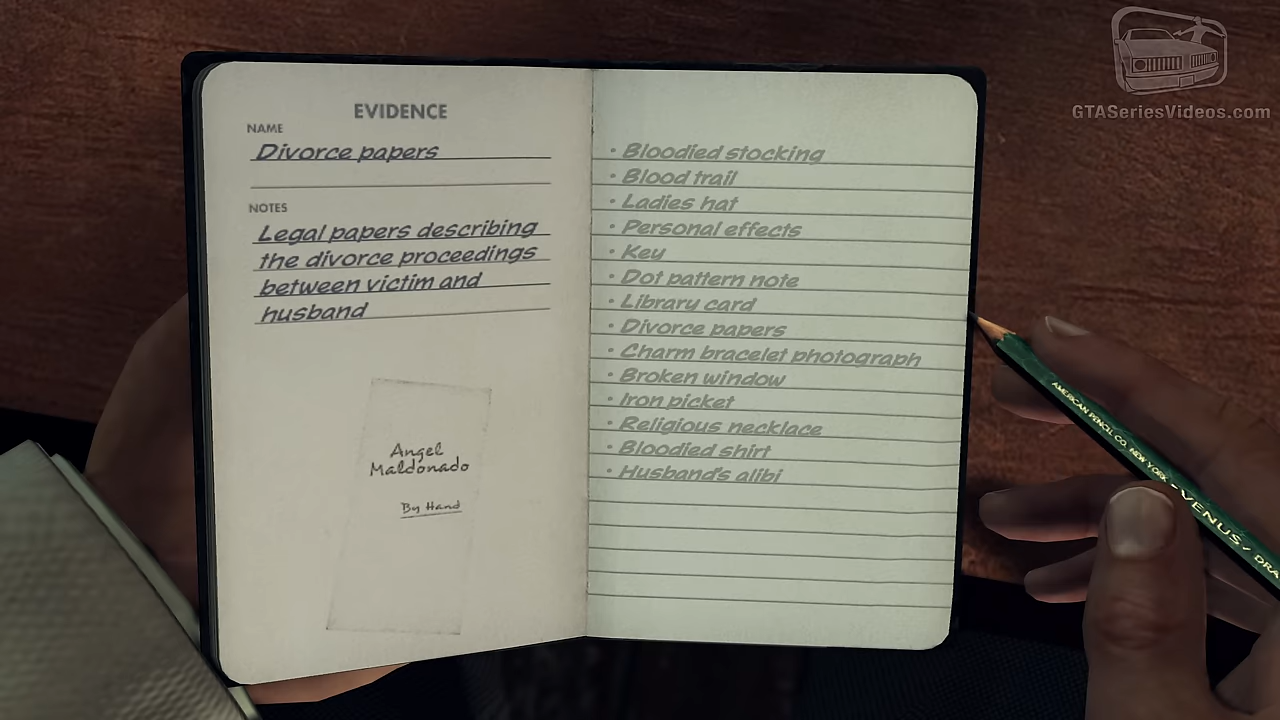 GTASeriesVideos.com
EVIDENCE
NAME
Divorce papers
NOTES
Legal papers describing
the divorce proceedings
between victim and
husband
Angel
Maldonado
By Hand
• Bloodied stocking
• Blood trail
• Ladies hat
• Personal effects
• Key
• Dot pattern note
• Library card
• Divorce papers
• Charm bracelet photograph
• Broken window
• Iron picket
• Religious necklace
• Bloodied shirt
• Husband's alibi
AMERICAN PENCIL CO. NEW YORK VENUS DRA